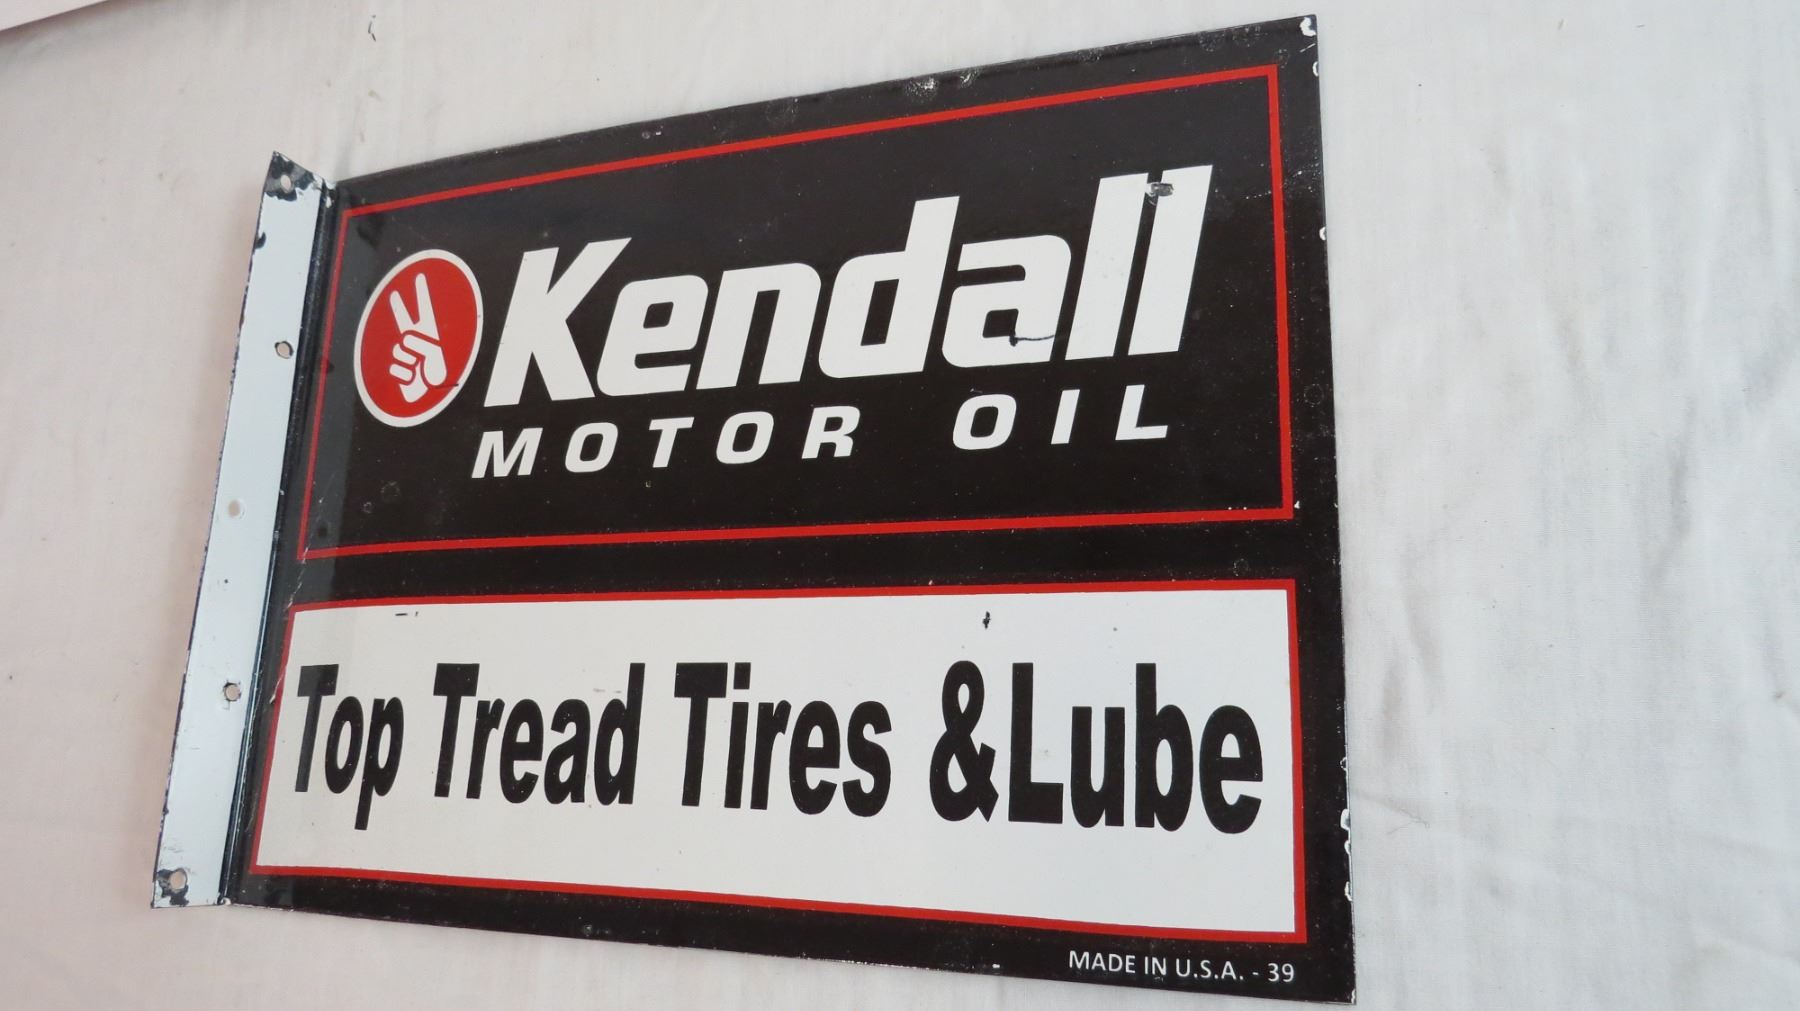 Kendall
MOTOR OIL
Top Tread Tires &Lube
MADE IN U.S.A. - 39